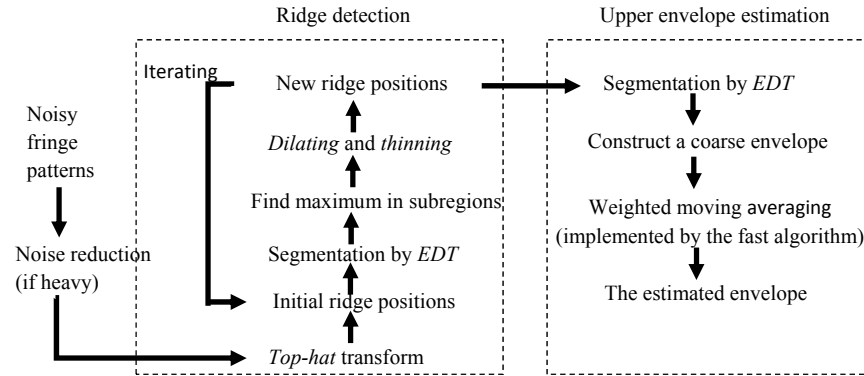 Ridge detection
Upper envelope estimation
Noisy
fringe
patterns
Noise reduction
(if heavy)
Iterating
New ridge positions
Dilating and thinning
Find maximum in subregions
Segmentation by EDT
Initial ridge positions
Top-hat transform
Segmentation by EDT
Construct a coarse envelope
Weighted moving averaging
(implemented by the fast algorithm)
The estimated envelope